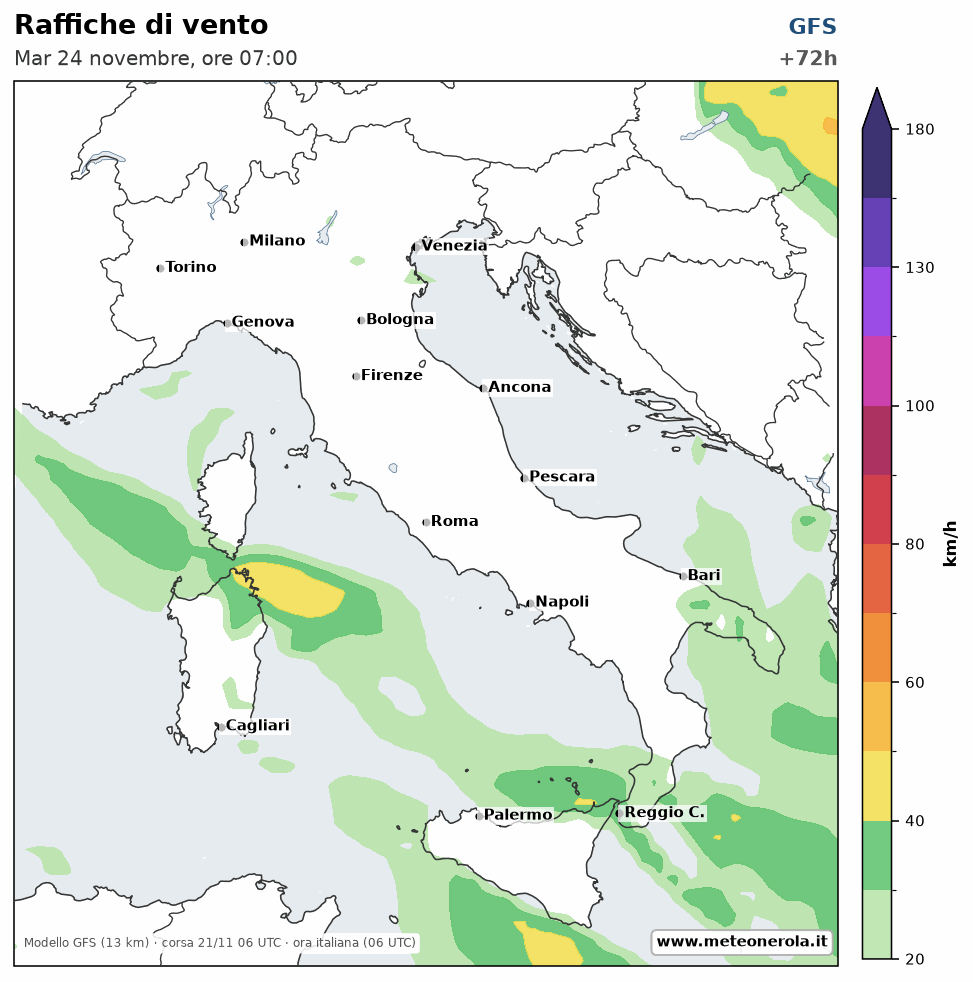 Raffiche di vento
GFS
Mar 24 novembre, ore 07:00
+72h
180
130
100
80
60
40
20
km/h
Milano
Venezia
Torino
Genova
Bologna
Firenze
Ancona
Pescara
Roma
Bari
Napoli
Cagliari
Palermo
Reggio C.
Modello GFS (13 km) · corsa 21/11 06 UTC · ora italiana (06 UTC)
www.meteonerola.it